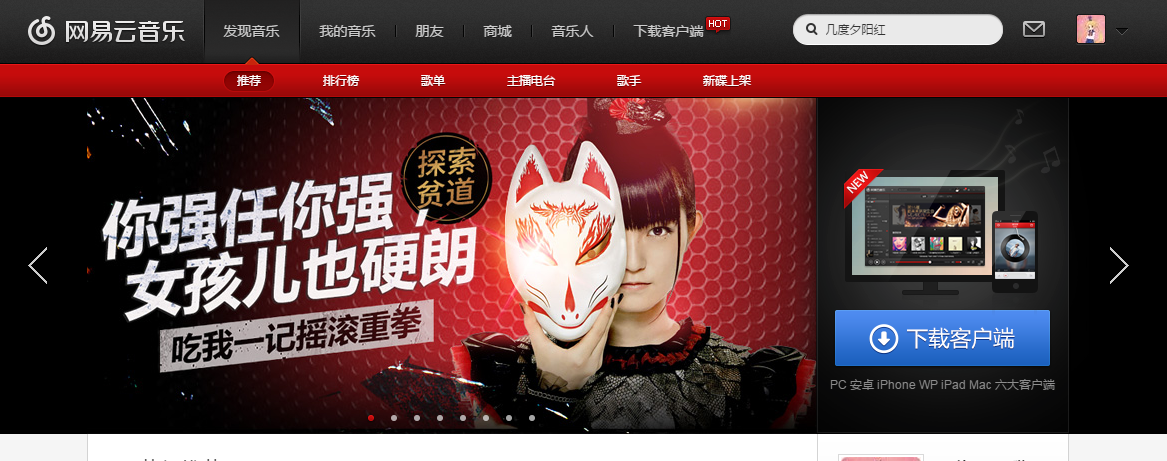 网易云音乐
发现音乐
我的音乐
朋友
商城
音乐人
下载客户端
HOT
几度夕阳红
推荐
排行榜
歌单
主播电台
歌手
新碟上架
探索
贫道
你强任你强
女孩儿也硬朗
吃我一记摇滚重拳
NEW
下载客户端
PC 安卓 iPhone WP iPad Mac 六大客户端